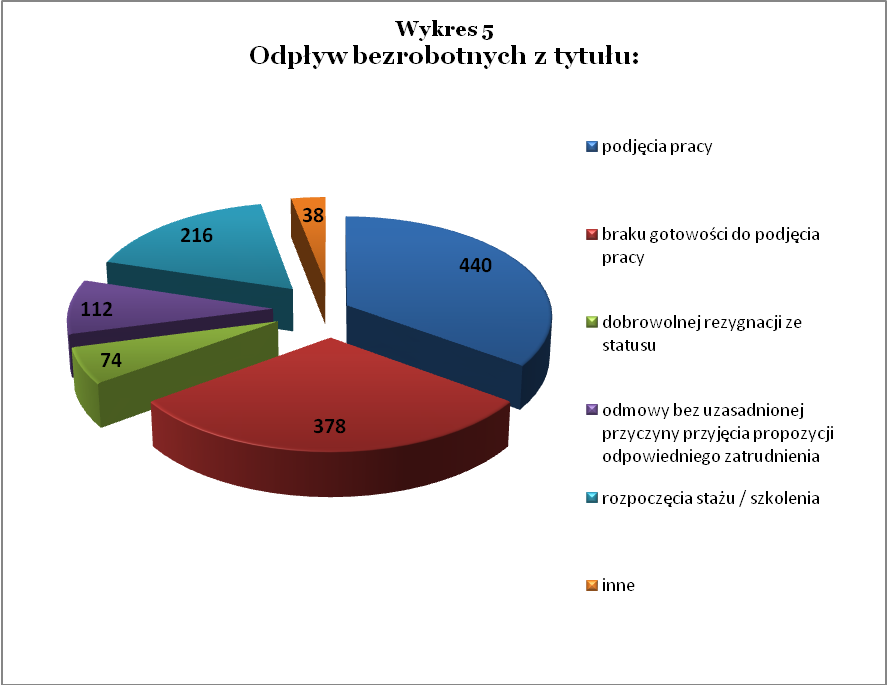 Wykres 5
Odpływ bezrobotnych z tytułu:
podjęcia pracy
braku gotowości do podjęcia
pracy
dobrowolnej rezygnacji ze
statusu
odmowy bez uzasadnionej
przyczyny przyjęcia propozycji
odpowiedniego zatrudnienia
rozpoczęcia stażu / szkolenia
inne
38
216
440
112
74
378